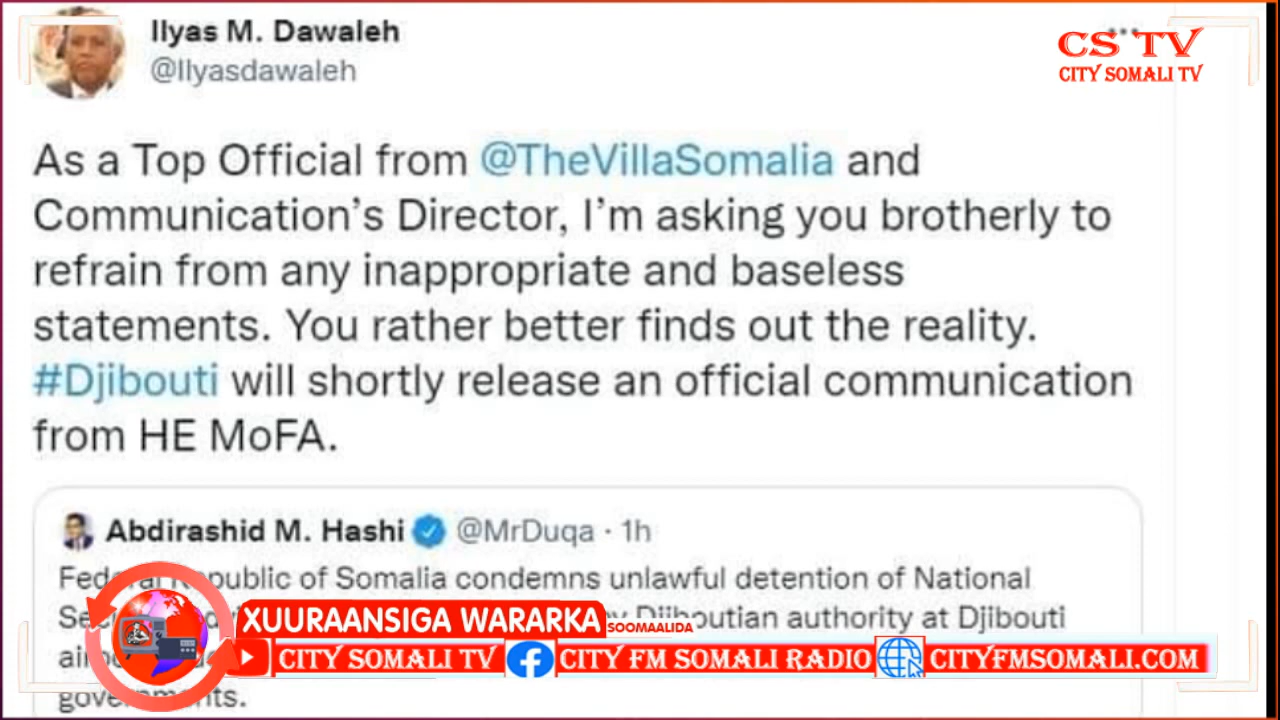 Ilyas M. Dawaleh
@Ilyasdawaleh
CS TV
CITY SOMALI TV
As a Top Official from @TheVillaSomalia and
Communication's Director, I'm asking you brotherly to
refrain from any inappropriate and baseless
statements. You rather better finds out the reality.
#Djibouti will shortly release an official communication
from HE MoFA.
Abdirashid M. Hashi @MrDuqa · 1h
Federal Republic of Somalia condemns unlawful detention of National
Djiboutian authority at Djibouti
XUURAANSIGA WARARKA
SOOMAALIDA
CITY SOMALI TV CITY FM SOMALI RADIO CITYFMSOMALI.COM
governments.